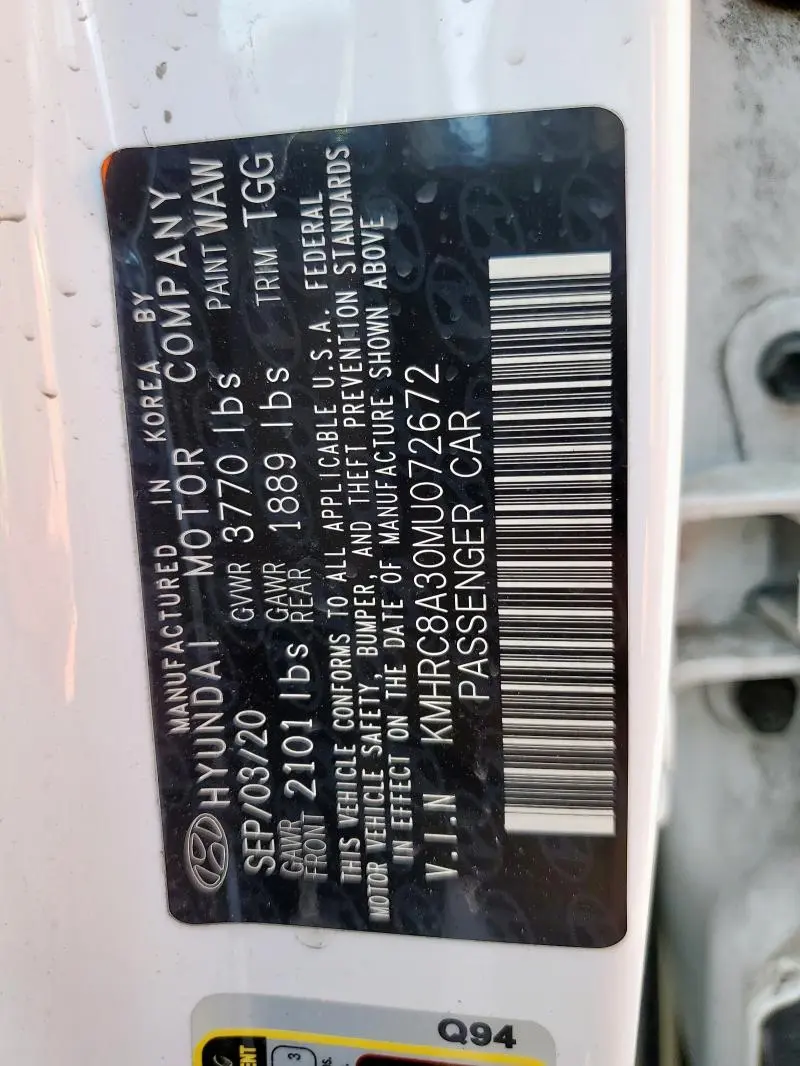 MANUFACTURED IN KOREA BY
HYUNDAI MOTOR COMPANY
SEP/03/20 GVWR 3770 lbs PAINT WAW
GAWR FRONT 2101 lbs GAWR REAR 1889 lbs TRIM TGG
THIS VEHICLE CONFORMS TO ALL APPLICABLE U.S.A. FEDERAL
MOTOR VEHICLE SAFETY, BUMPER, AND THEFT PREVENTION STANDARDS
IN EFFECT ON THE DATE OF MANUFACTURE SHOWN ABOVE
V.I.N KMHRC8A30MU072672
PASSENGER CAR
Q94
3